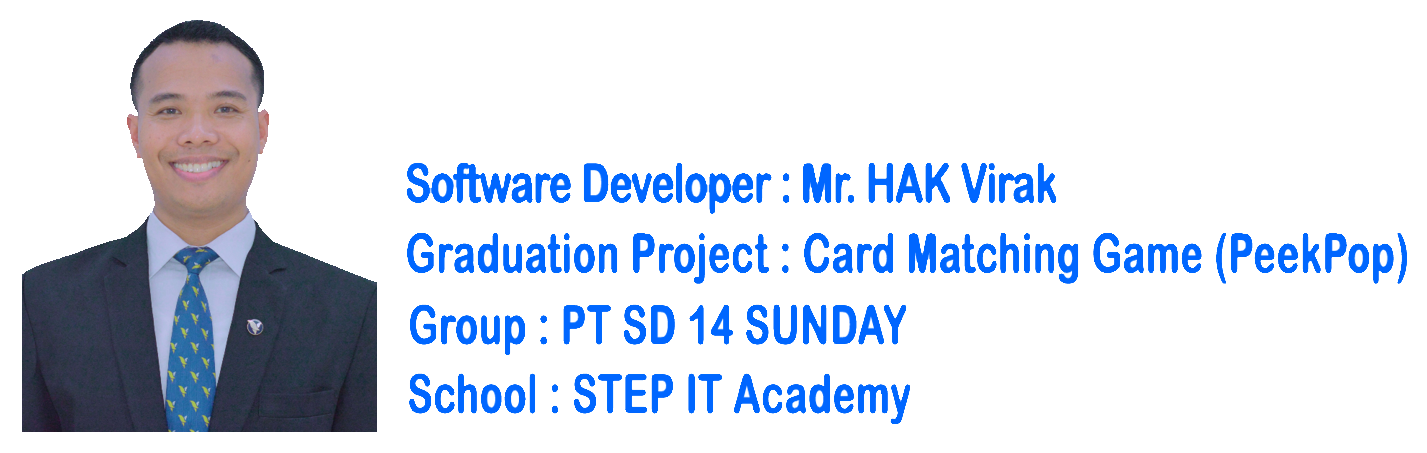 Software Developer : Mr. HAK Virak
Graduation Project : Card Matching Game (PeekPop)
Group : PT SD 14 SUNDAY
School : STEP IT Academy